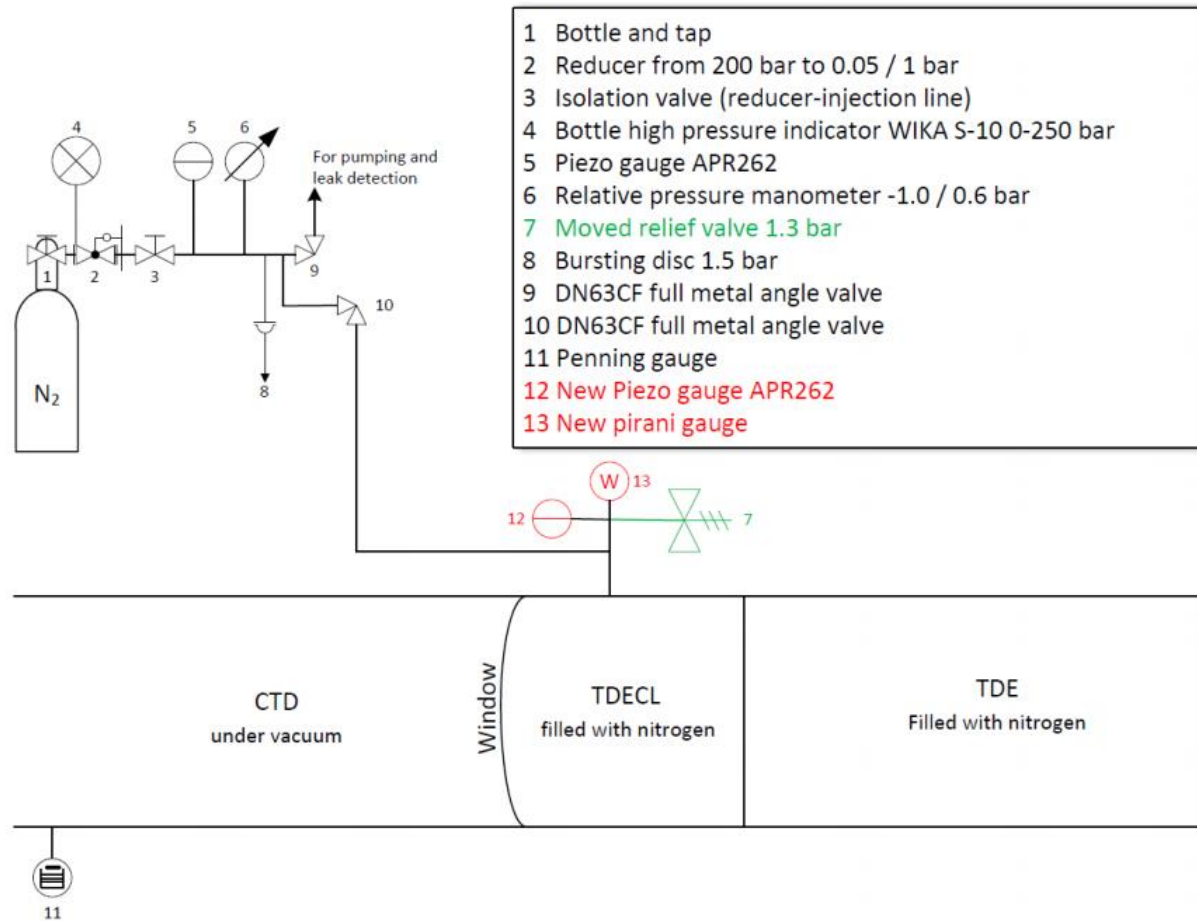 1 Bottle and tap
2 Reducer from 200 bar to 0.05 / 1 bar
3 Isolation valve (reducer-injection line)
4 Bottle high pressure indicator WIKA S-10 0-250 bar
5 Piezo gauge APR262
6 Relative pressure manometer -1.0 / 0.6 bar
7 Moved relief valve 1.3 bar
8 Bursting disc 1.5 bar
9 DN63CF full metal angle valve
10 DN63CF full metal angle valve
11 Penning gauge
12 New Piezo gauge APR262
13 New pirani gauge
4
5
6
For pumping and
leak detection
1
2
3
9
10
8
N2
W
13
12
7
CTD
under vacuum
Window
TDECL
filled with nitrogen
TDE
Filled with nitrogen
11